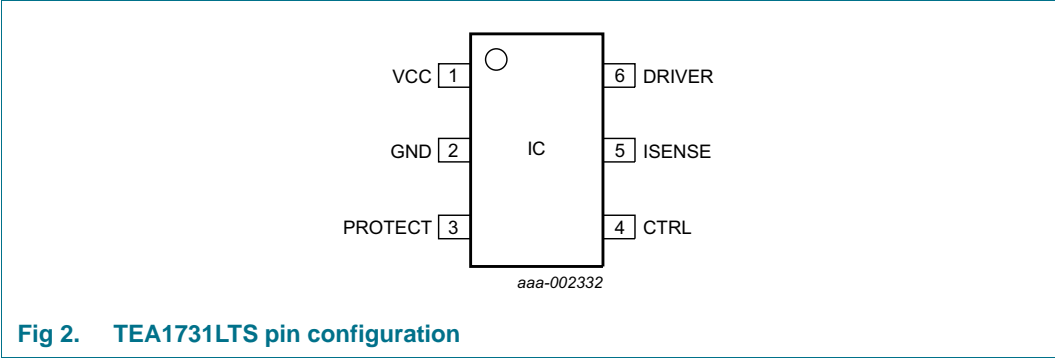 VCC 1 6 DRIVER
GND 2 IC 5 ISENSE
PROTECT 3 4 CTRL
aaa-002332
Fig 2. TEA1731LTS pin configuration